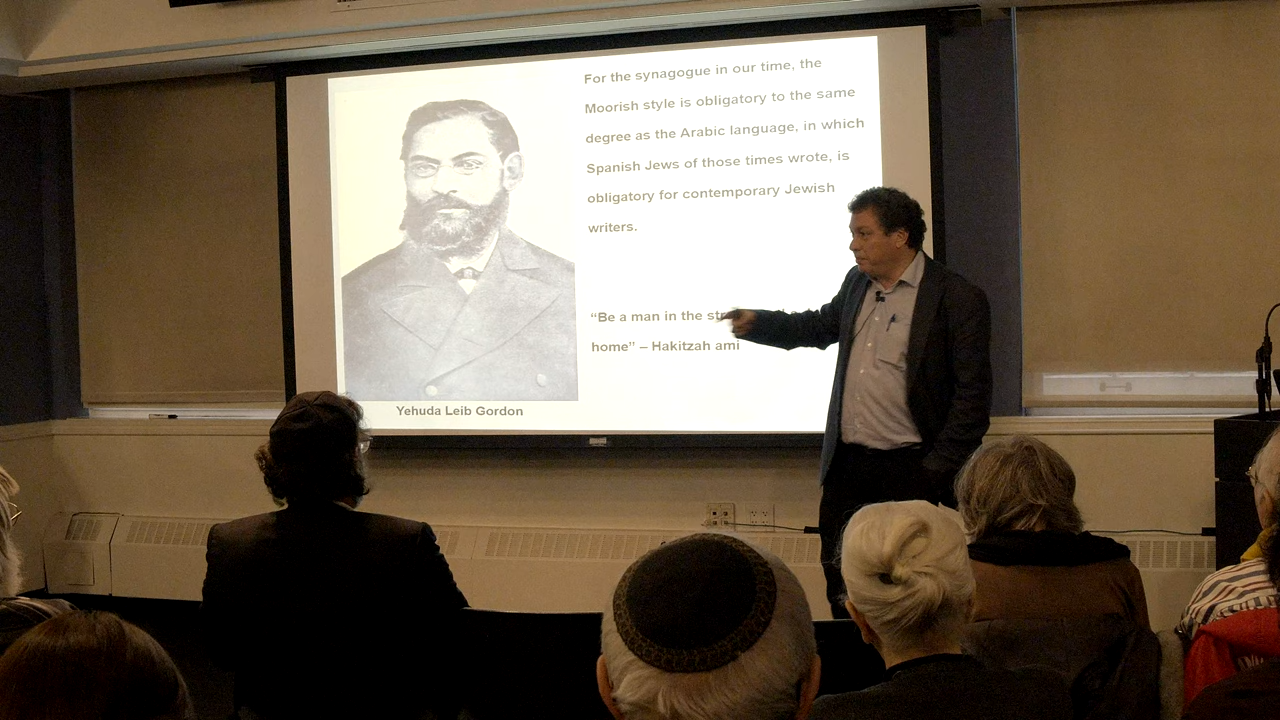 For the synagogue in our time, the
Moorish style is obligatory to the same
degree as the Arabic language, in which
Spanish Jews of those times wrote, is
obligatory for contemporary Jewish
writers.
“Be a man in the
home” – Hakitzah ami
Yehuda Leib Gordon